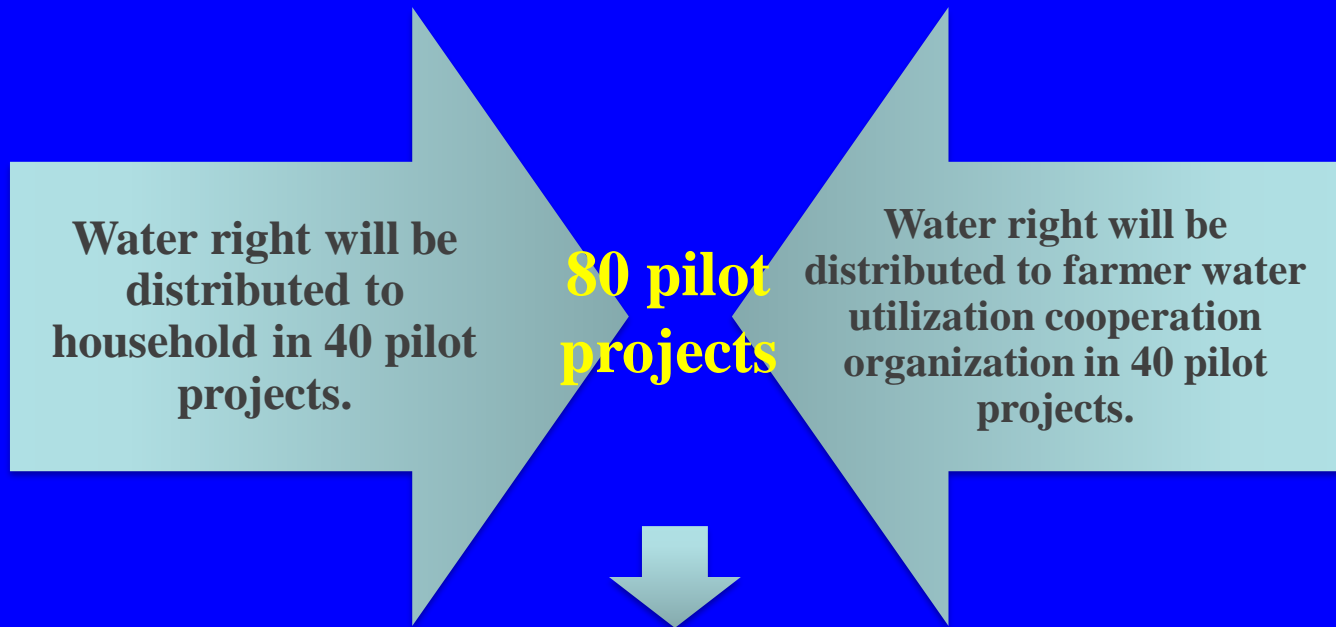 Water right will be
distributed to
household in 40 pilot
projects.
80 pilot
projects
Water right will be
distributed to farmer water
utilization cooperation
organization in 40 pilot
projects.